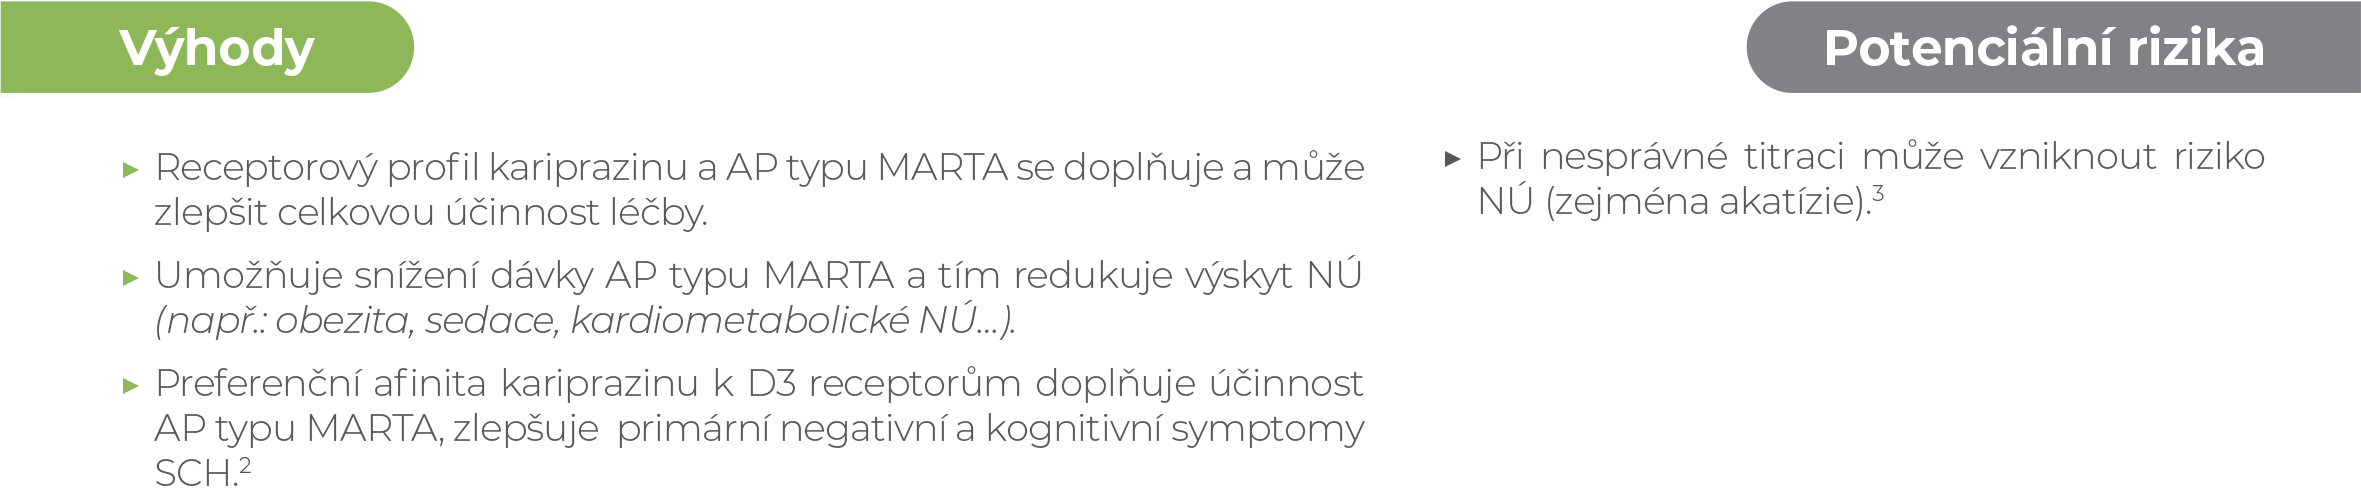 Výhody
▸ Receptorový profil kariprazinu a AP typu MARTA se doplňuje a může
zlepšit celkovou účinnost léčby.
▸ Umožňuje snížení dávky AP typu MARTA a tím redukuje výskyt NÚ
(např.: obezita, sedace, kardiometabolické NÚ...).
▸ Preferenční afinita kariprazinu k D3 receptorům doplňuje účinnost
AP typu MARTA, zlepšuje primární negativní a kognitivní symptomy
SCH.²
Potenciální rizika
▸ Při nesprávné titraci může vzniknout riziko
NÚ (zejména akatízie).³